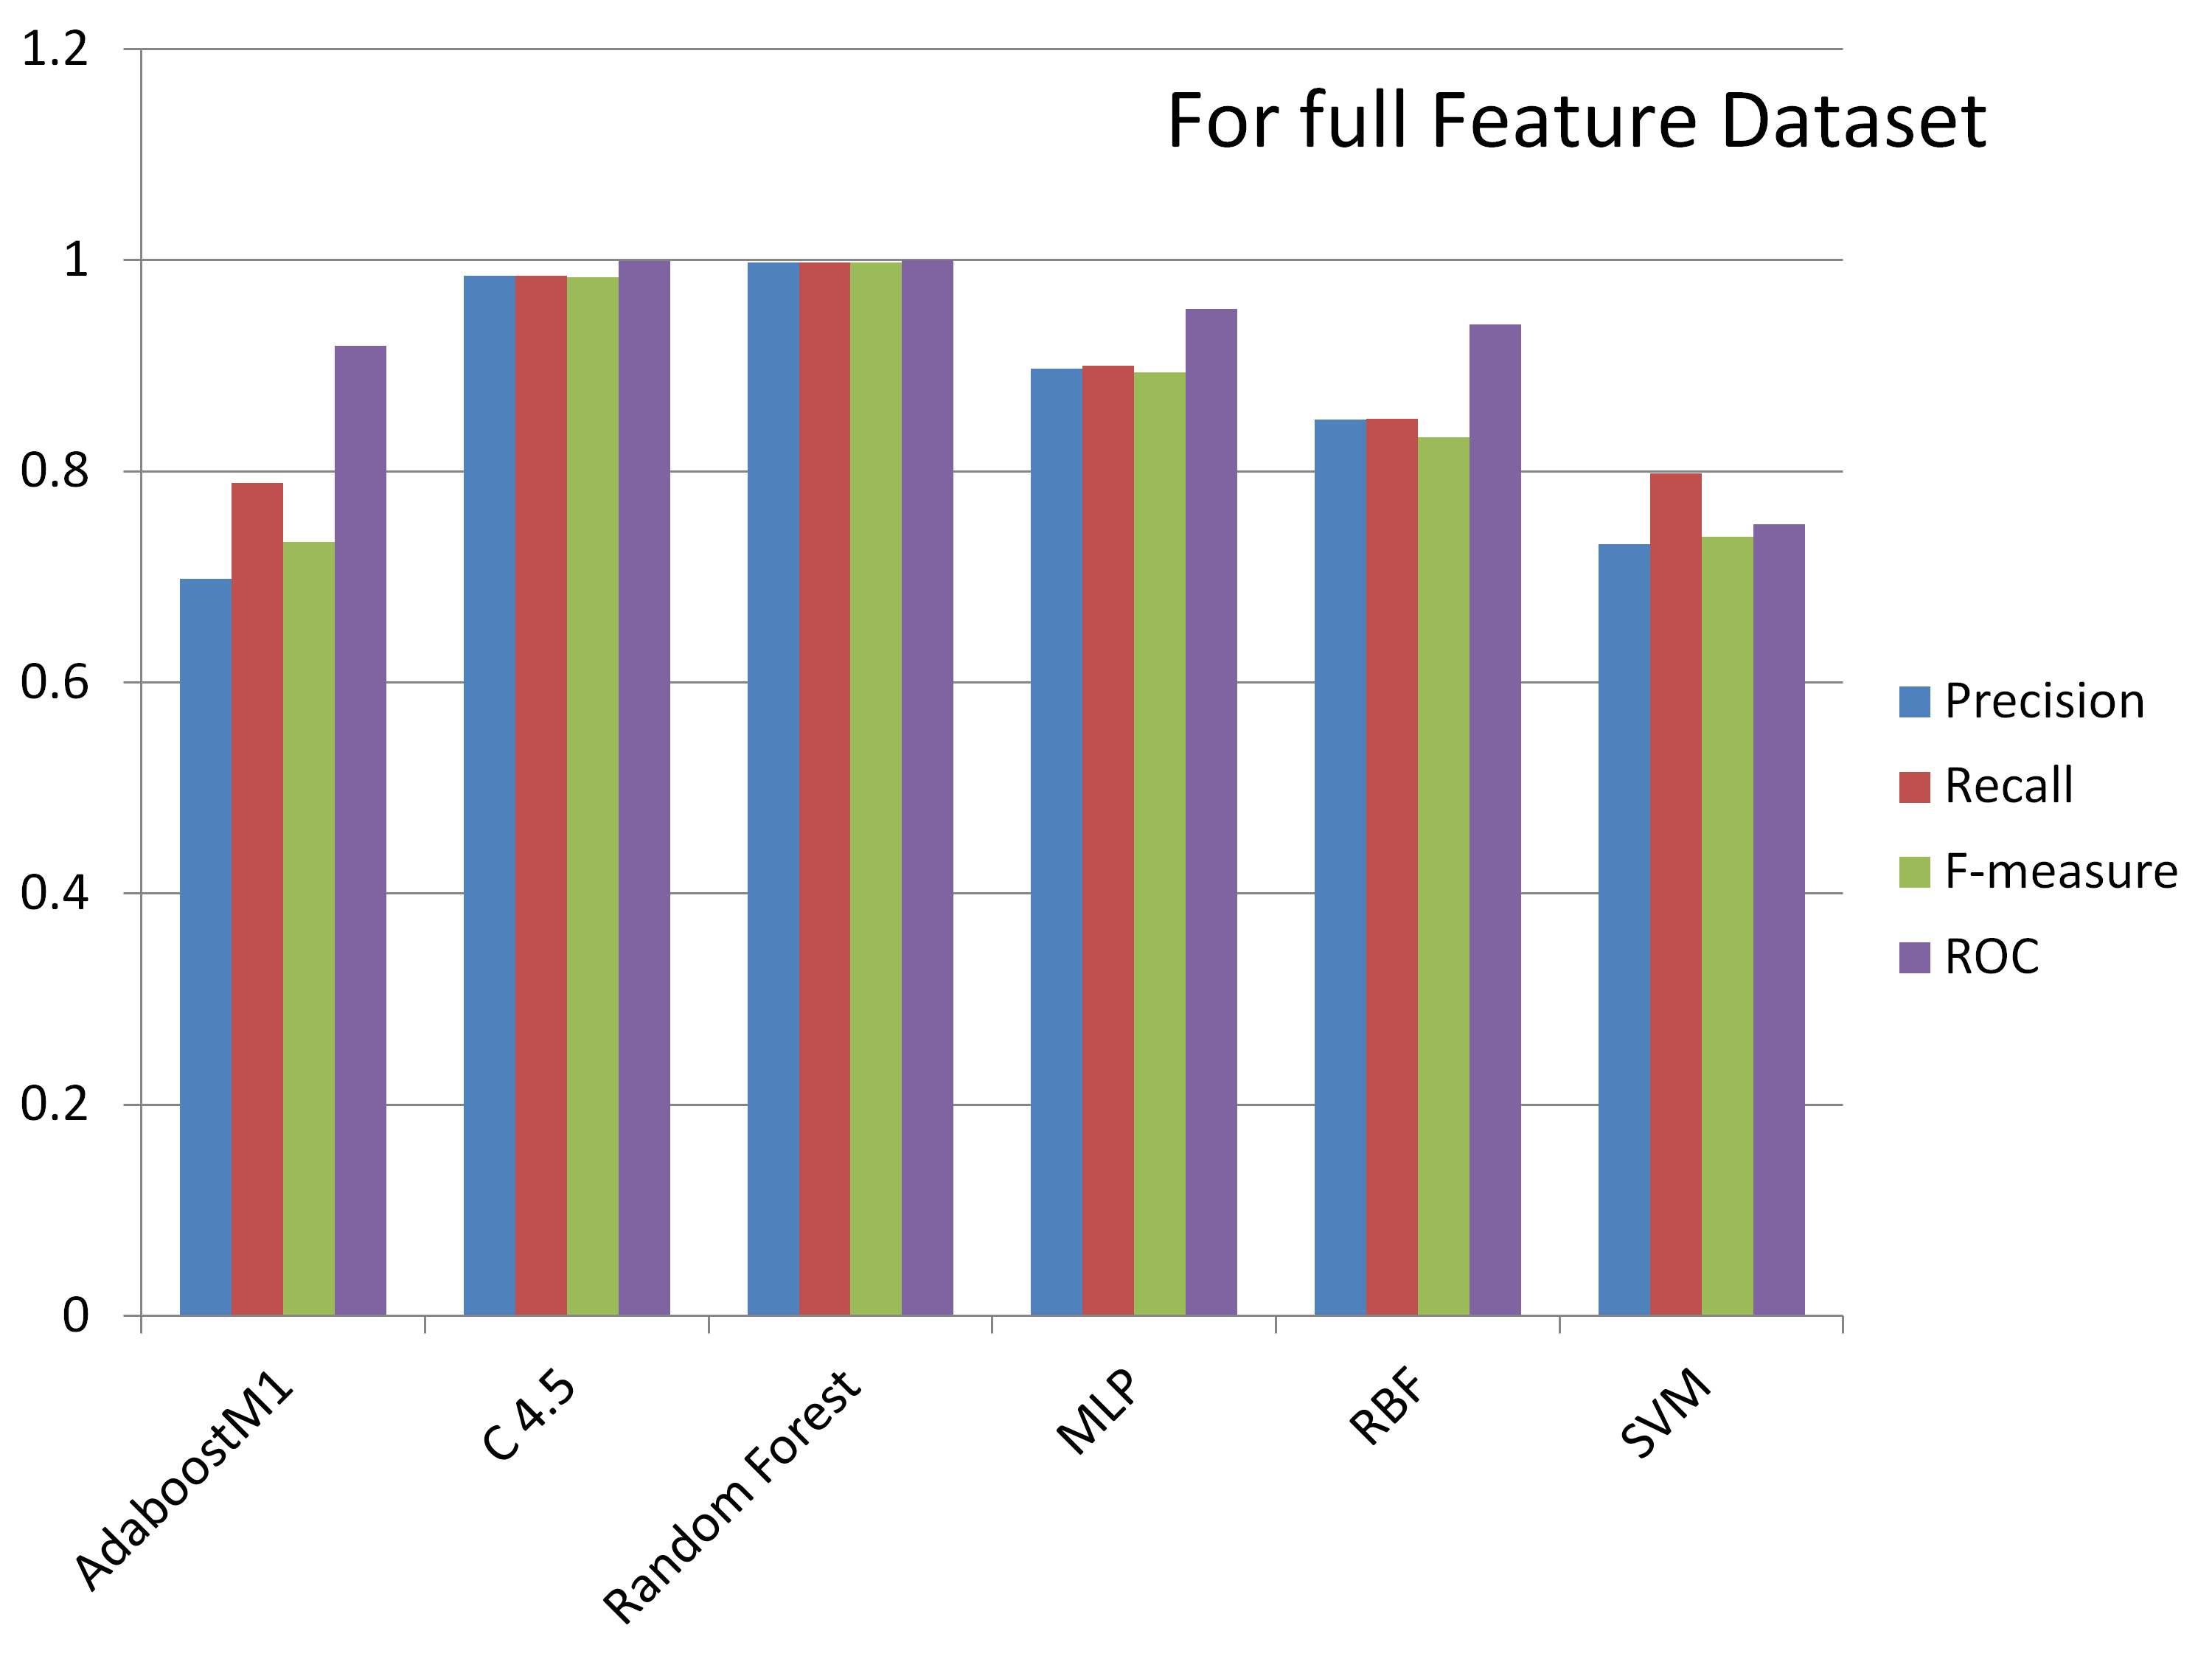 For full Feature Dataset
1.2
1
0.8
0.6
0.4
0.2
0
AdaboostM1
C 4.5
Random Forest
MLP
RBF
SVM
Precision
Recall
F-measure
ROC